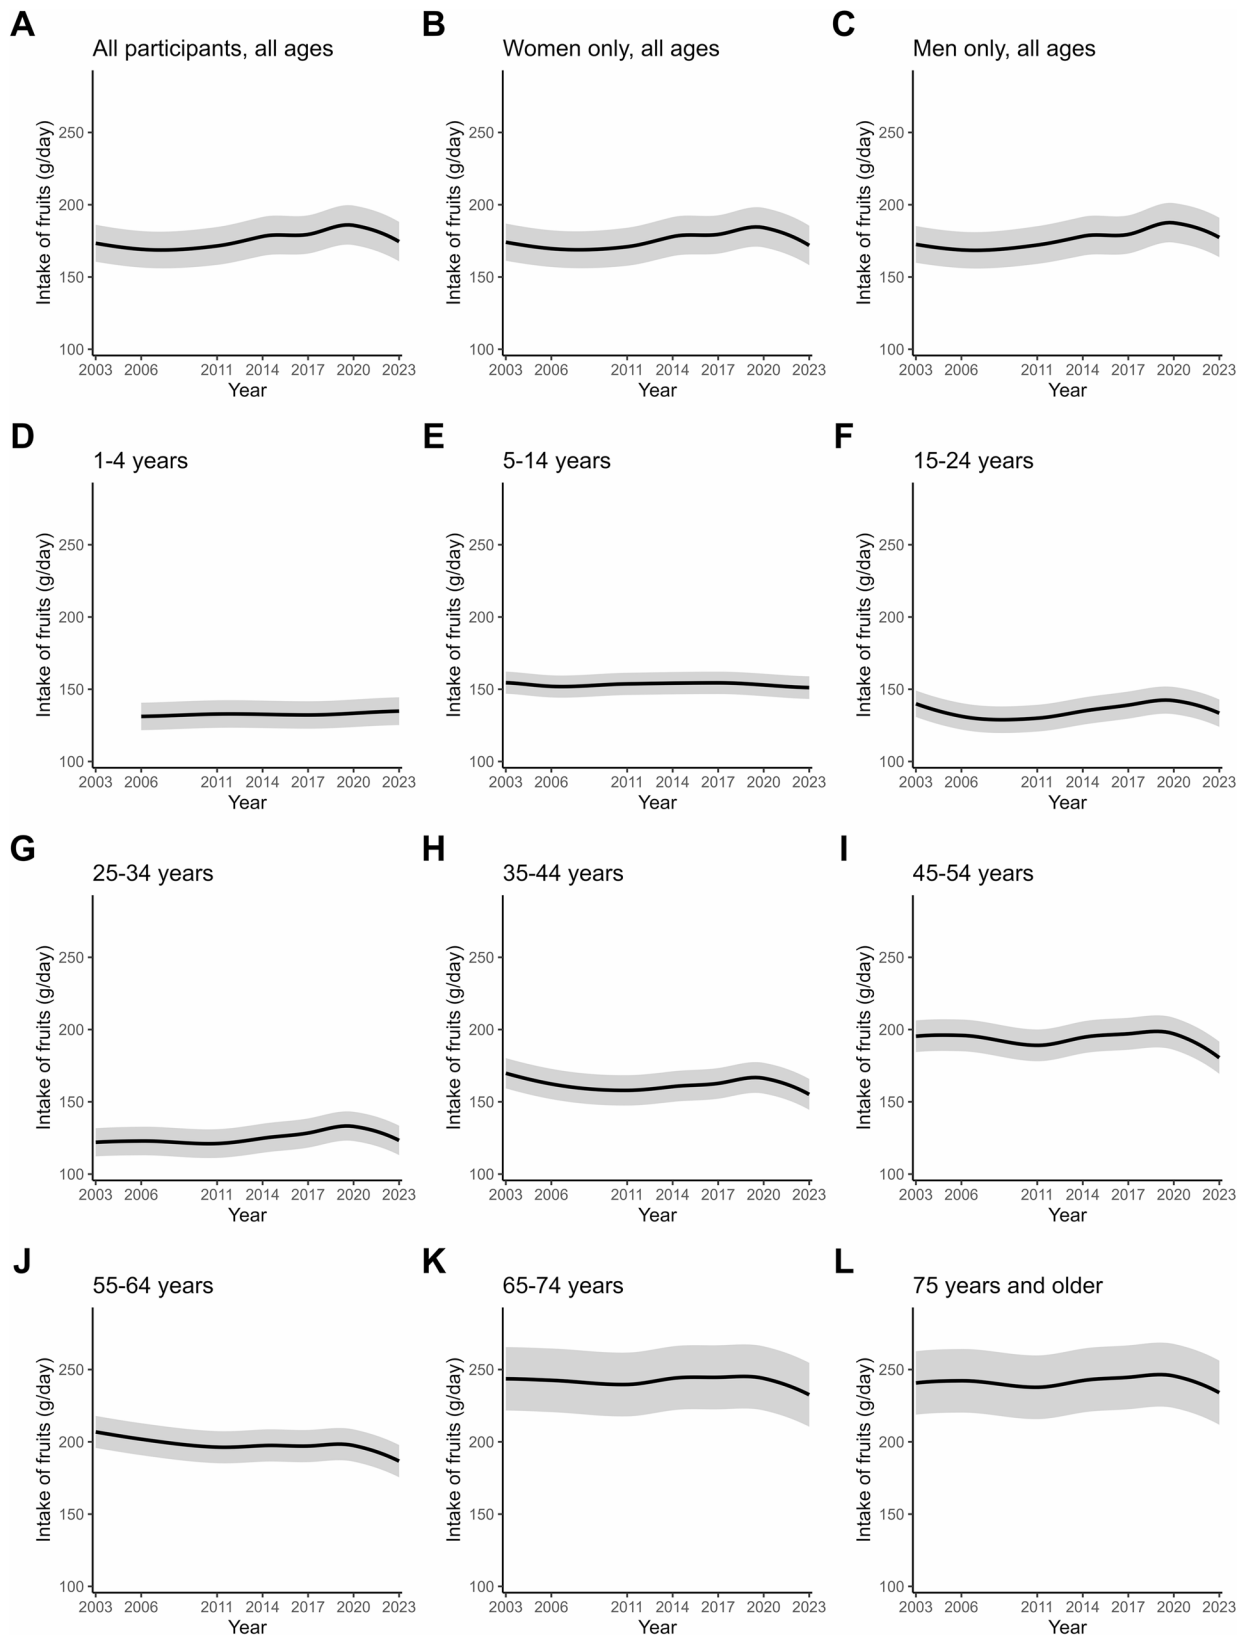 A
All participants, all ages
Intake of fruits (g/day)
250
200
150
100
2003 2006 2011 2014 2017 2020 2023
Year
B
Women only, all ages
Intake of fruits (g/day)
250
200
150
100
2003 2006 2011 2014 2017 2020 2023
Year
C
Men only, all ages
Intake of fruits (g/day)
250
200
150
100
2003 2006 2011 2014 2017 2020 2023
Year
D
1-4 years
Intake of fruits (g/day)
250
200
150
100
2003 2006 2011 2014 2017 2020 2023
Year
E
5-14 years
Intake of fruits (g/day)
250
200
150
100
2003 2006 2011 2014 2017 2020 2023
Year
F
15-24 years
Intake of fruits (g/day)
250
200
150
100
2003 2006 2011 2014 2017 2020 2023
Year
G
25-34 years
Intake of fruits (g/day)
250
200
150
100
2003 2006 2011 2014 2017 2020 2023
Year
H
35-44 years
Intake of fruits (g/day)
250
200
150
100
2003 2006 2011 2014 2017 2020 2023
Year
I
45-54 years
Intake of fruits (g/day)
250
200
150
100
2003 2006 2011 2014 2017 2020 2023
Year
J
55-64 years
Intake of fruits (g/day)
250
200
150
100
2003 2006 2011 2014 2017 2020 2023
Year
K
65-74 years
Intake of fruits (g/day)
250
200
150
100
2003 2006 2011 2014 2017 2020 2023
Year
L
75 years and older
Intake of fruits (g/day)
250
200
150
100
2003 2006 2011 2014 2017 2020 2023
Year